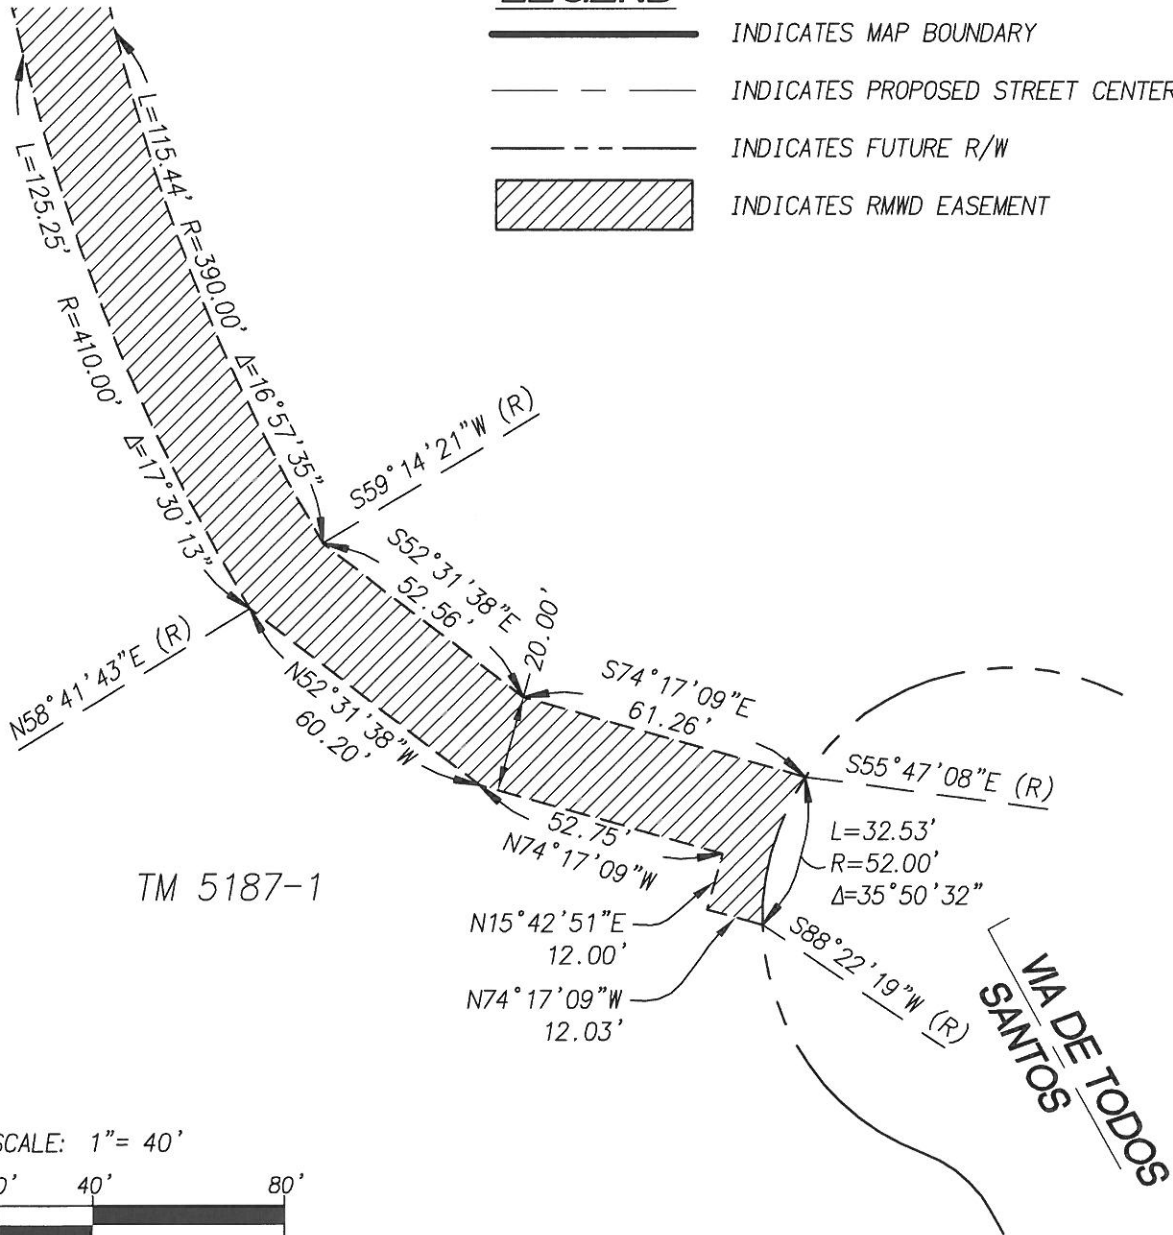 INDICATES MAP BOUNDARY
INDICATES PROPOSED STREET CENTER
INDICATES FUTURE R/W
INDICATES RMWD EASEMENT
L=115.44' R=390.00' Δ=16°57'35"
L=125.25' R=410.00' Δ=17°30'13"
S59°14'21"W (R)
S52°31'38"E
52.56'
20.00'
N58°41'43"E (R)
N52°31'38"W
60.20'
S74°17'09"E
61.26'
S55°47'08"E (R)
52.75'
N74°17'09"W
L=32.53'
R=52.00'
Δ=35°50'32"
TM 5187-1
N15°42'51"E
12.00'
N74°17'09"W
12.03'
S88°22'19"W (R)
VIA DE TODOS
SANTOS
SCALE: 1"= 40'
0' 40' 80'